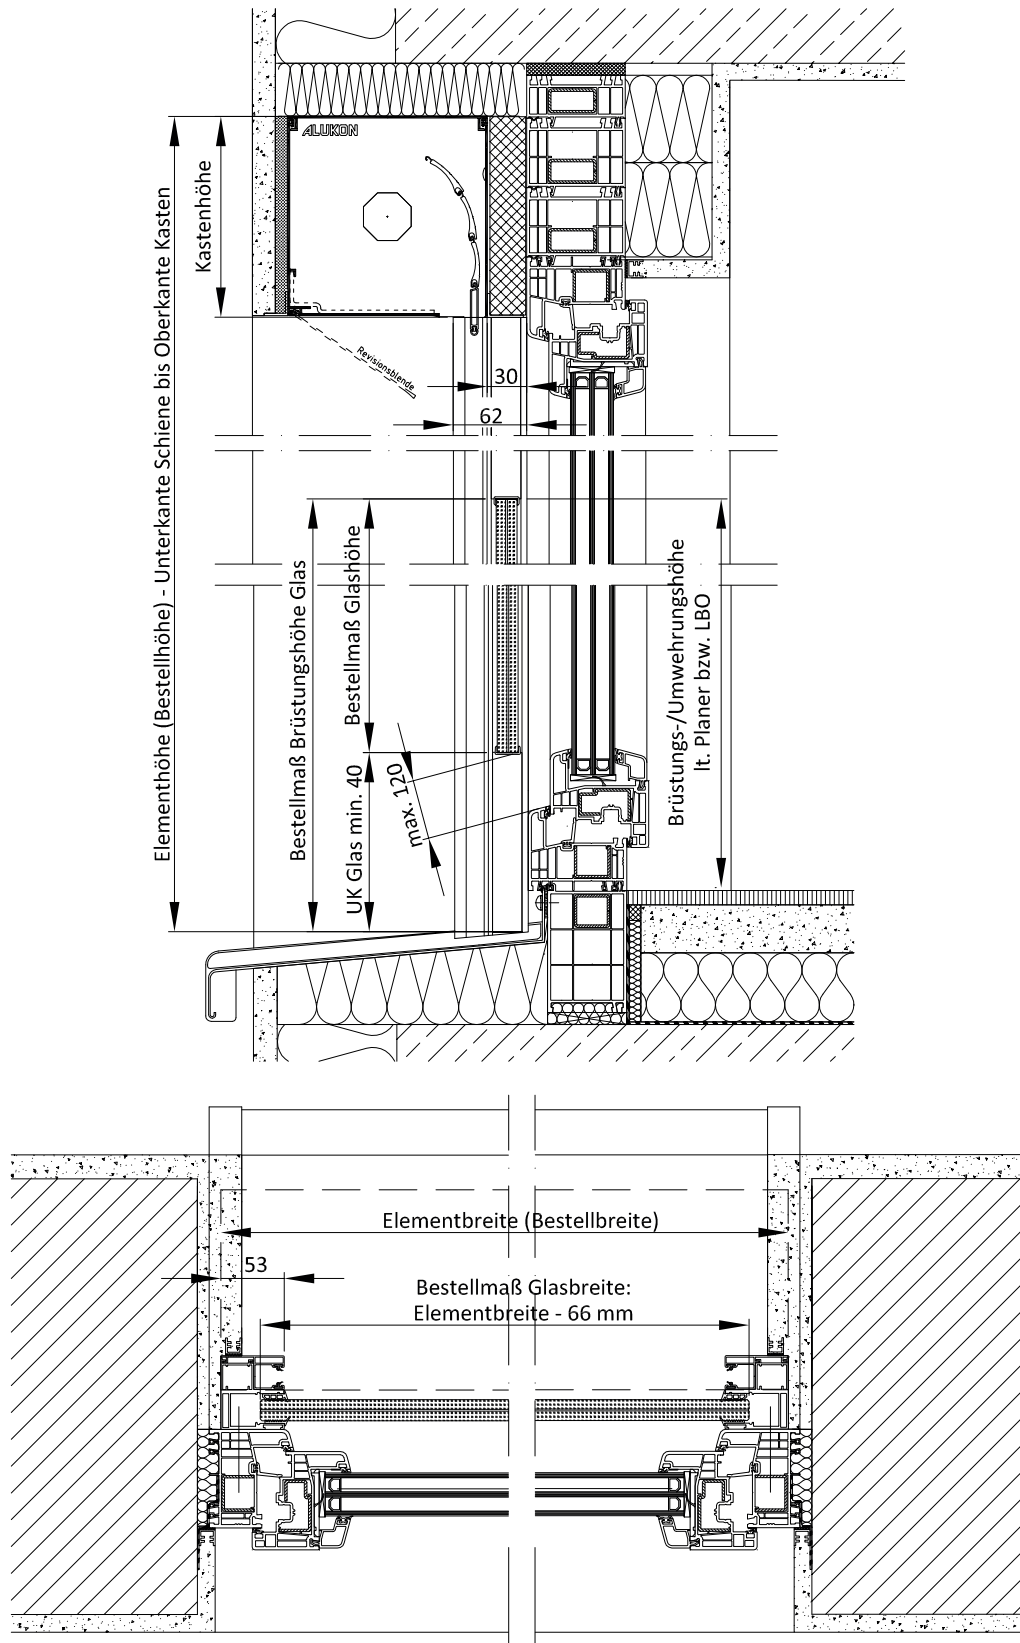 ALUKON
Kastenhöhe
Elementhöhe (Bestellhöhe) - Unterkante Schiene bis Oberkante Kasten
Revisionsblende
30
62
Bestellmaß Brüstungshöhe Glas
Bestellmaß Glashöhe
UK Glas min. 40
max. 120
Brüstungs-/Umwehrungshöhe
lt. Planer bzw. LBO
Elementbreite (Bestellbreite)
53
Bestellmaß Glasbreite:
Elementbreite - 66 mm